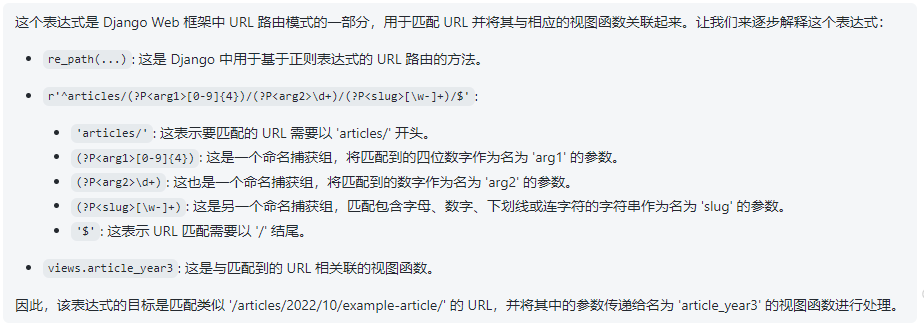 这个表达式是 Django Web 框架中 URL 路由模式的一部分，用于匹配 URL 并将其与相应的视图函数关联起来。让我们来逐步解释这个表达式：
• re_path(...): 这是 Django 中用于基于正则表达式的 URL 路由的方法。
• r'^articles/(?P<arg1>[0-9]{4})/(?P<arg2>\d+)/(?P<slug>[\w-]+)/$':
• 'articles/': 这表示要匹配的 URL 需要以 'articles/' 开头。
• (?P<arg1>[0-9]{4}): 这是一个命名捕获组，将匹配到的四位数字作为名为 'arg1' 的参数。
• (?P<arg2>\d+): 这也是一个命名捕获组，将匹配到的数字作为名为 'arg2' 的参数。
• (?P<slug>[\w-]+): 这是另一个命名捕获组，匹配包含字母、数字、下划线或连字符的字符串作为名为 'slug' 的参数。
• '$': 这表示 URL 匹配需要以 '/' 结尾。
• views.article_year3: 这是与匹配到的 URL 相关联的视图函数。
因此，该表达式的目标是匹配类似 '/articles/2022/10/example-article/' 的 URL，并将其中的参数传递给名为 'article_year3' 的视图函数进行处理。